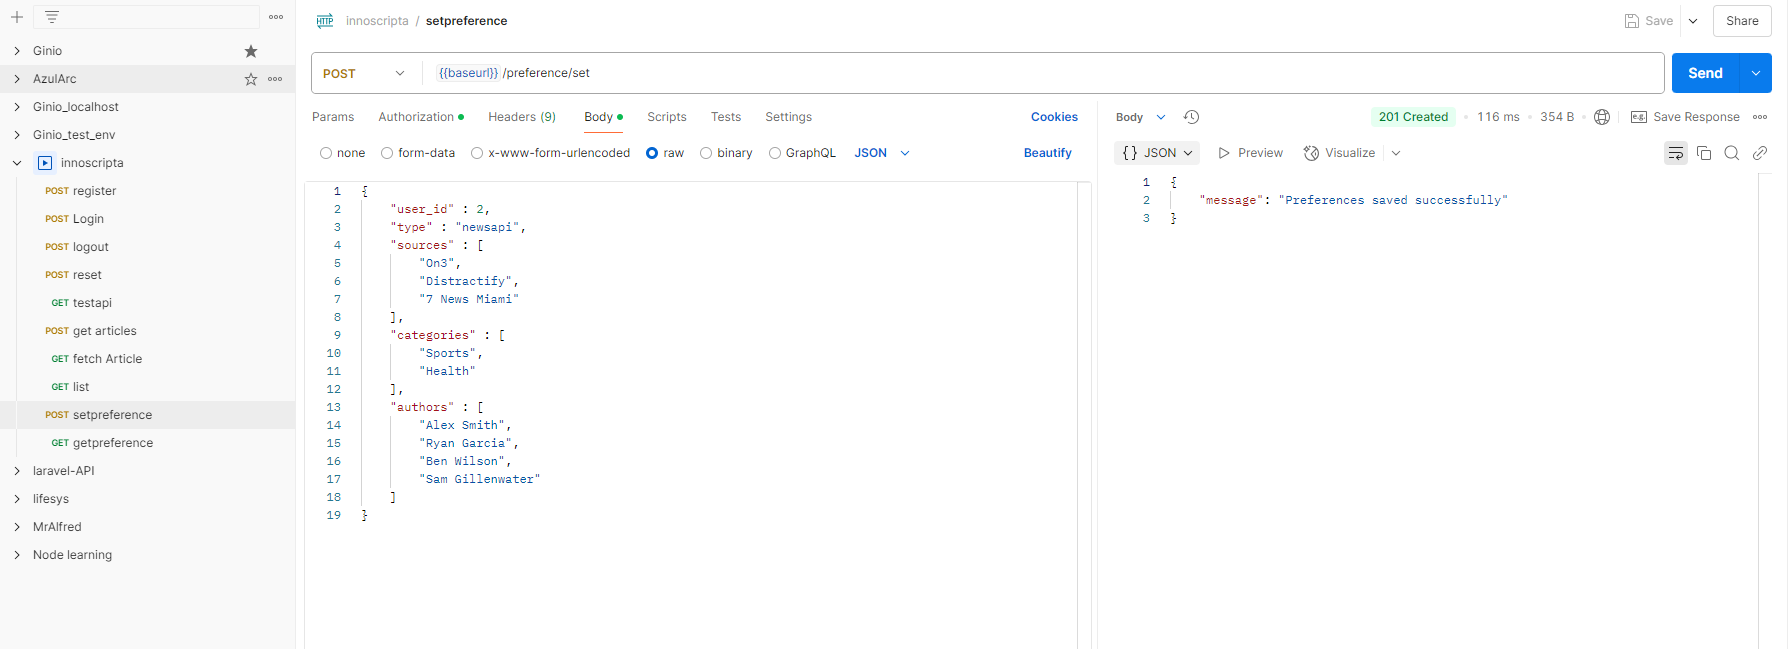 Ginio
AzulArc
Ginio_localhost
Ginio_test_env
innoscripta
POST register
POST Login
POST logout
POST reset
GET testapi
POST get articles
GET fetch Article
GET list
POST setpreference
GET getpreference
laravel-API
lifesys
MrAlfred
Node learning
HTTP innoscripta / setpreference
Save
Share
POST {{baseurl}} /preference/set
Send
Params Authorization Headers (9) Body Scripts Tests Settings Cookies
none form-data x-www-form-urlencoded raw binary GraphQL JSON Beautify
1 {
2 "user_id" : 2,
3 "type" : "newsapi",
4 "sources" : [
5 "On3",
6 "Distractify",
7 "7 News Miami"
8 ],
9 "categories" : [
10 "Sports",
11 "Health"
12 ],
13 "authors" : [
14 "Alex Smith",
15 "Ryan Garcia",
16 "Ben Wilson",
17 "Sam Gillenwater"
18 ]
19 }
Body 201 Created 116 ms 354 B e.g. Save Response
{} JSON Preview Visualize
1 {
2 "message": "Preferences saved successfully"
3 }